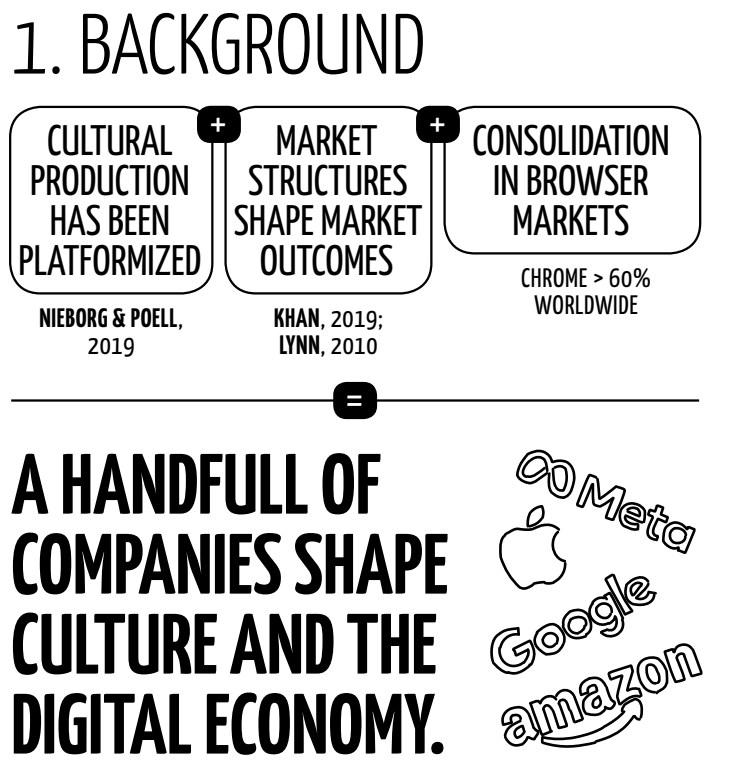 1. BACKGROUND
CULTURAL
PRODUCTION
HAS BEEN
PLATFORMIZED
NIEBORG & POELL,
2019
+
MARKET
STRUCTURES
SHAPE MARKET
OUTCOMES
KHAN, 2019;
LYNN, 2010
+
CONSOLIDATION
IN BROWSER
MARKETS
CHROME > 60%
WORLDWIDE
=
A HANDFULL OF
COMPANIES SHAPE
CULTURE AND THE
DIGITAL ECONOMY.
Meta
Google
amazon